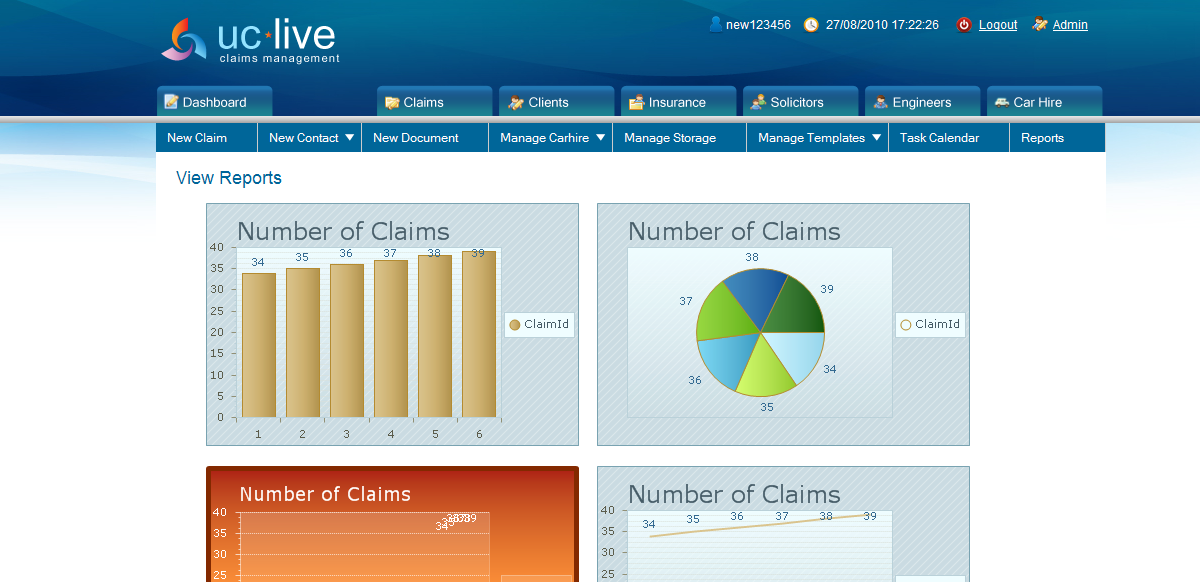 uc live
claims management
new123456 27/08/2010 17:22:26 Logout Admin
Dashboard Claims Clients Insurance Solicitors Engineers Car Hire
New Claim New Contact New Document Manage Carhire Manage Storage Manage Templates Task Calendar Reports
View Reports
Number of Claims
40
35
30
25
20
15
10
5
0
34 35 36 37 38 39
1 2 3 4 5 6
ClaimId
Number of Claims
38
39
37
36
34
35
ClaimId
Number of Claims
40
35
30
25
34
39
Number of Claims
40
35
30
25
34 35 36 37 38 39